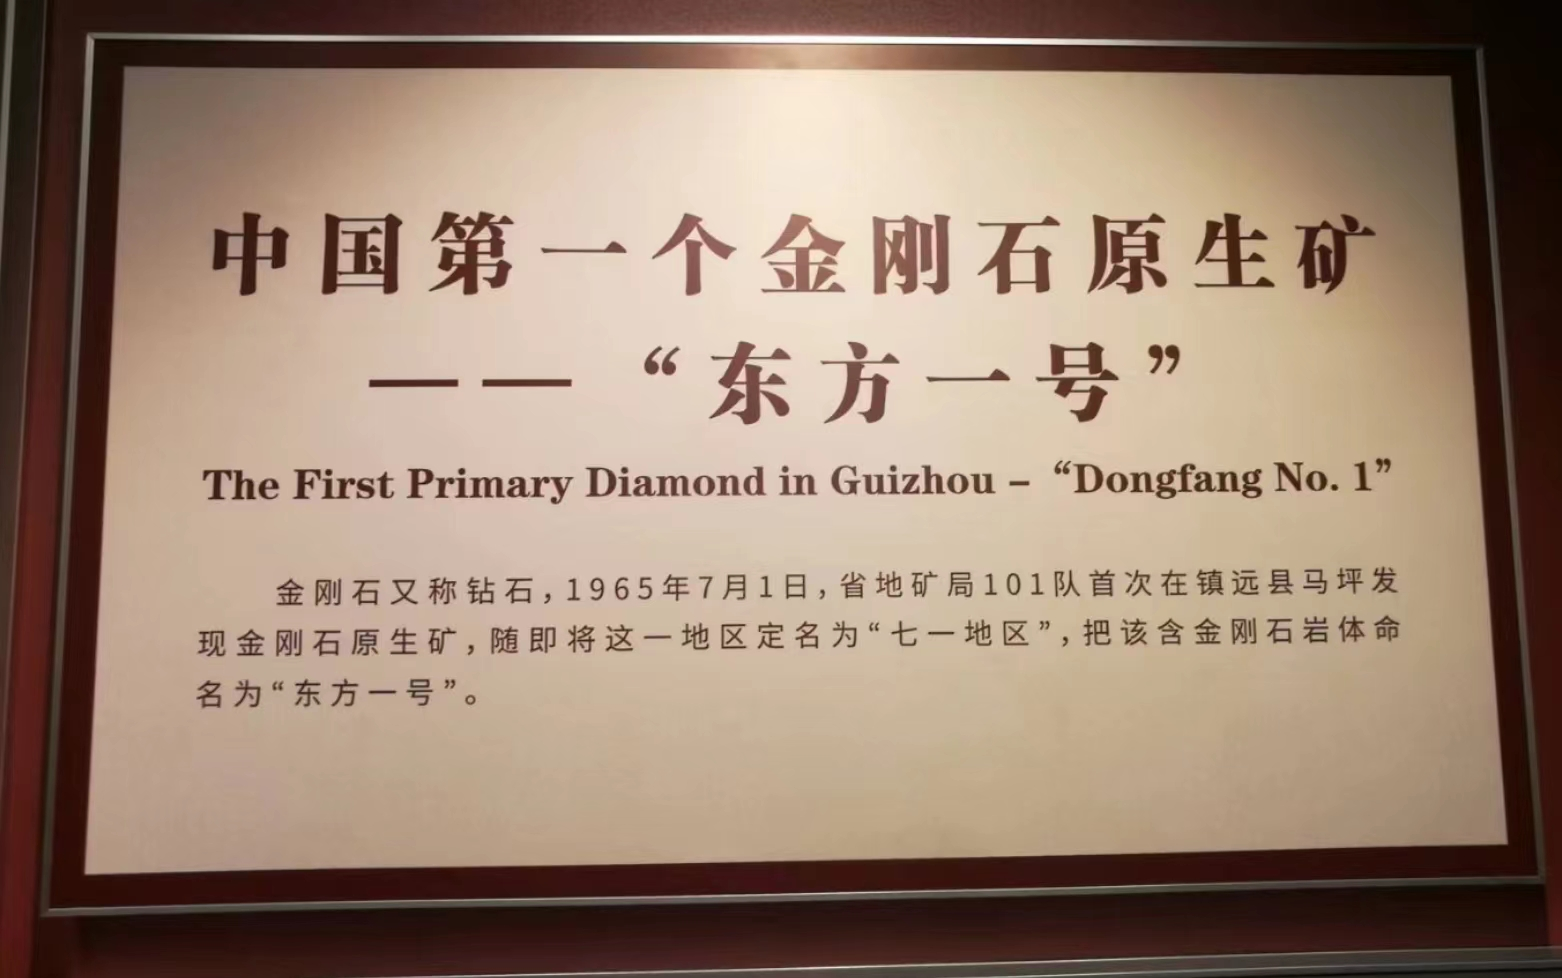 中国第一个金刚石原生矿
——“东方一号”
The First Primary Diamond in Guizhou – “Dongfang No. 1”
金刚石又称钻石，1965年7月1日，省地矿局101队首次在镇远县马坪发
现金刚石原生矿，随即将这一地区定名为“七一地区”，把该含金刚石岩体命
名为“东方一号”。